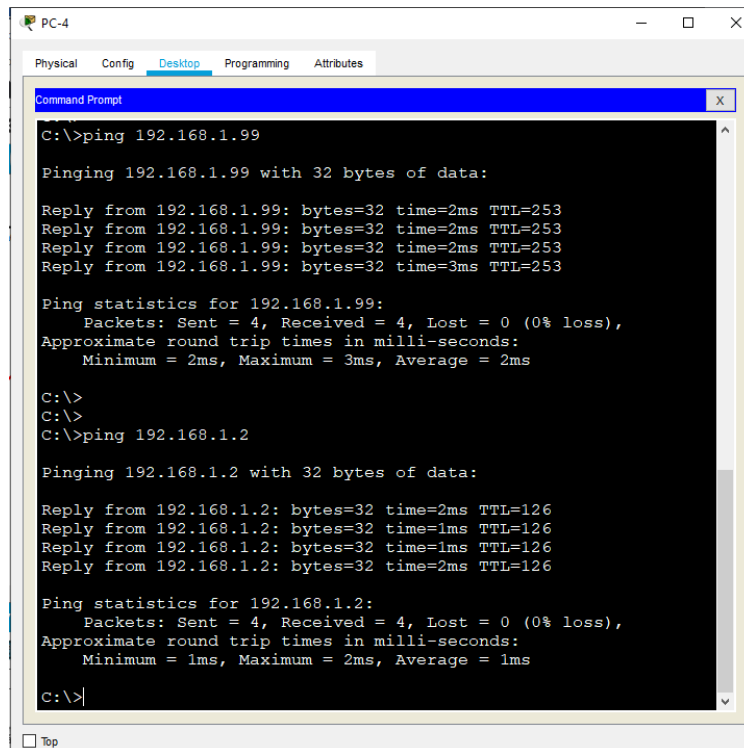 PC-4
Physical Config Desktop Programming Attributes
Command Prompt
X
C:\>ping 192.168.1.99
Pinging 192.168.1.99 with 32 bytes of data:
Reply from 192.168.1.99: bytes=32 time=2ms TTL=253
Reply from 192.168.1.99: bytes=32 time=2ms TTL=253
Reply from 192.168.1.99: bytes=32 time=2ms TTL=253
Reply from 192.168.1.99: bytes=32 time=3ms TTL=253
Ping statistics for 192.168.1.99:
Packets: Sent = 4, Received = 4, Lost = 0 (0% loss),
Approximate round trip times in milli-seconds:
Minimum = 2ms, Maximum = 3ms, Average = 2ms
C:\>
C:\>
C:\>ping 192.168.1.2
Pinging 192.168.1.2 with 32 bytes of data:
Reply from 192.168.1.2: bytes=32 time=2ms TTL=126
Reply from 192.168.1.2: bytes=32 time=1ms TTL=126
Reply from 192.168.1.2: bytes=32 time=1ms TTL=126
Reply from 192.168.1.2: bytes=32 time=2ms TTL=126
Ping statistics for 192.168.1.2:
Packets: Sent = 4, Received = 4, Lost = 0 (0% loss),
Approximate round trip times in milli-seconds:
Minimum = 1ms, Maximum = 2ms, Average = 1ms
C:\>
Top